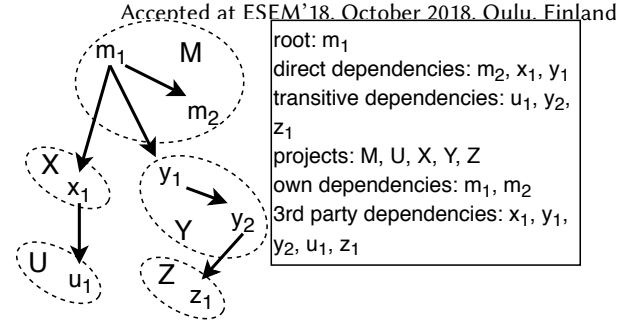 Accepted at ESEM'18, October 2018, Oulu, Finland
m₁ M
m₂
X
x₁
y₁
y₂
Y
U
u₁
Z
z₁
root: m₁
direct dependencies: m₂, x₁, y₁
transitive dependencies: u₁, y₂,
z₁
projects: M, U, X, Y, Z
own dependencies: m₁, m₂
3rd party dependencies: x₁, y₁,
y₂, u₁, z₁